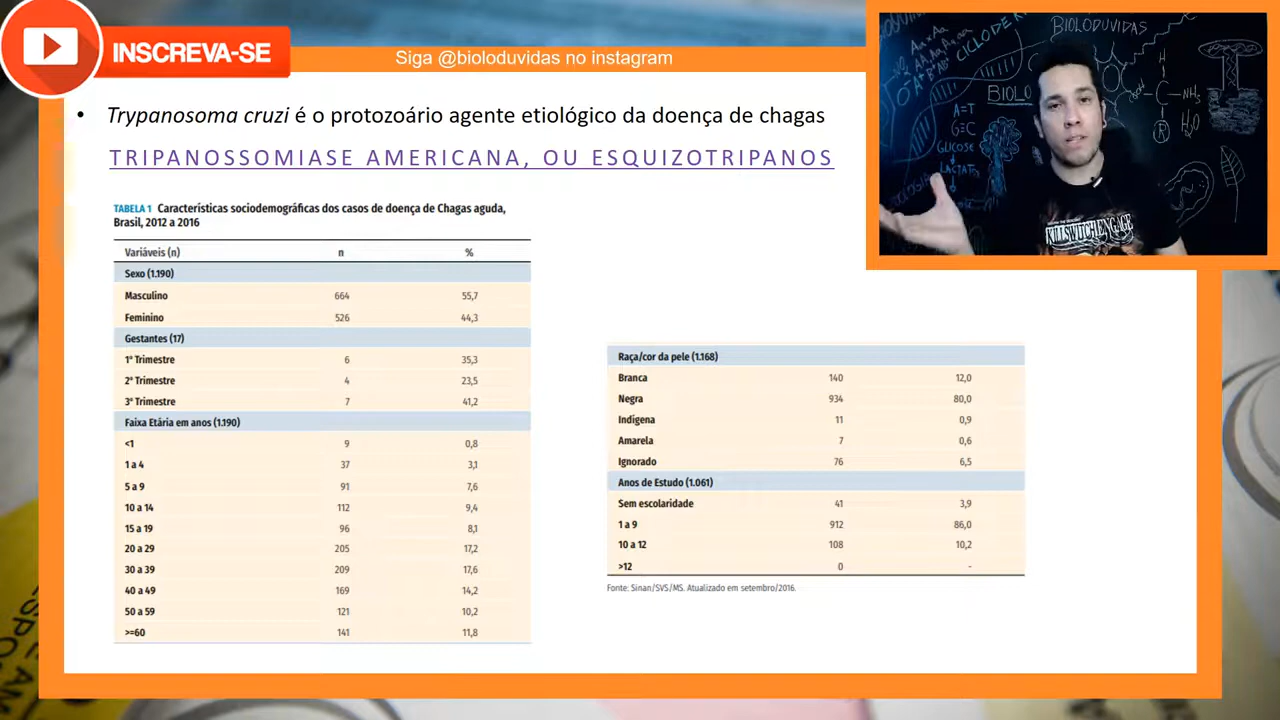 INSCREVA-SE
Siga @bioloduvidas no instagram
• Trypanosoma cruzi é o protozoário agente etiológico da doença de chagas
TRIPANOSSOMIASE AMERICANA, OU ESQUIZOTRIPANOS
TABELA 1 Características sociodemográficas dos casos de doença de Chagas aguda,
Brasil, 2012 a 2016
Variáveis (n) n %
Sexo (1.190)
Masculino 664 55,7
Feminino 526 44,3
Gestantes (17)
1º Trimestre 6 35,3
2º Trimestre 4 23,5
3º Trimestre 7 41,2
Faixa Etária em anos (1.190)
<1 9 0,8
1 a 4 37 3,1
5 a 9 91 7,6
10 a 14 112 9,4
15 a 19 96 8,1
20 a 29 205 17,2
30 a 39 209 17,6
40 a 49 169 14,2
50 a 59 121 10,2
>=60 141 11,8
Raça/cor da pele (1.168)
Branca 140 12,0
Negra 934 80,0
Indígena 11 0,9
Amarela 7 0,6
Ignorado 76 6,5
Anos de Estudo (1.061)
Sem escolaridade 41 3,9
1 a 9 912 86,0
10 a 12 108 10,2
>12 0 -
Fonte: Sinan/SVS/MS. Atualizado em setembro/2016.
BIOLODUVIDAS
CICLO DE
BIOLO
A=T
G≡C
GLICOSE
LACTATO
H
C
NH₂
R
H₂O
KILLSWITCH ENGAGE